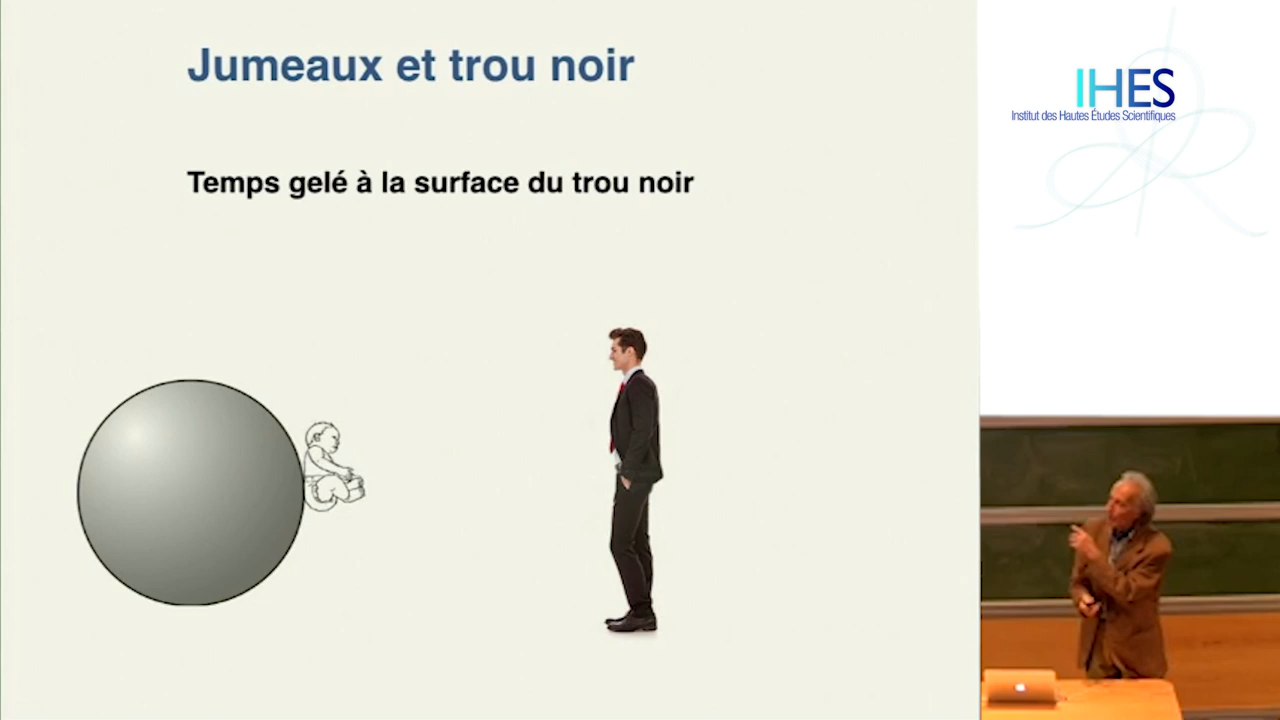 Jumeaux et trou noir
Temps gelé à la surface du trou noir
IHES
Institut des Hautes Études Scientifiques